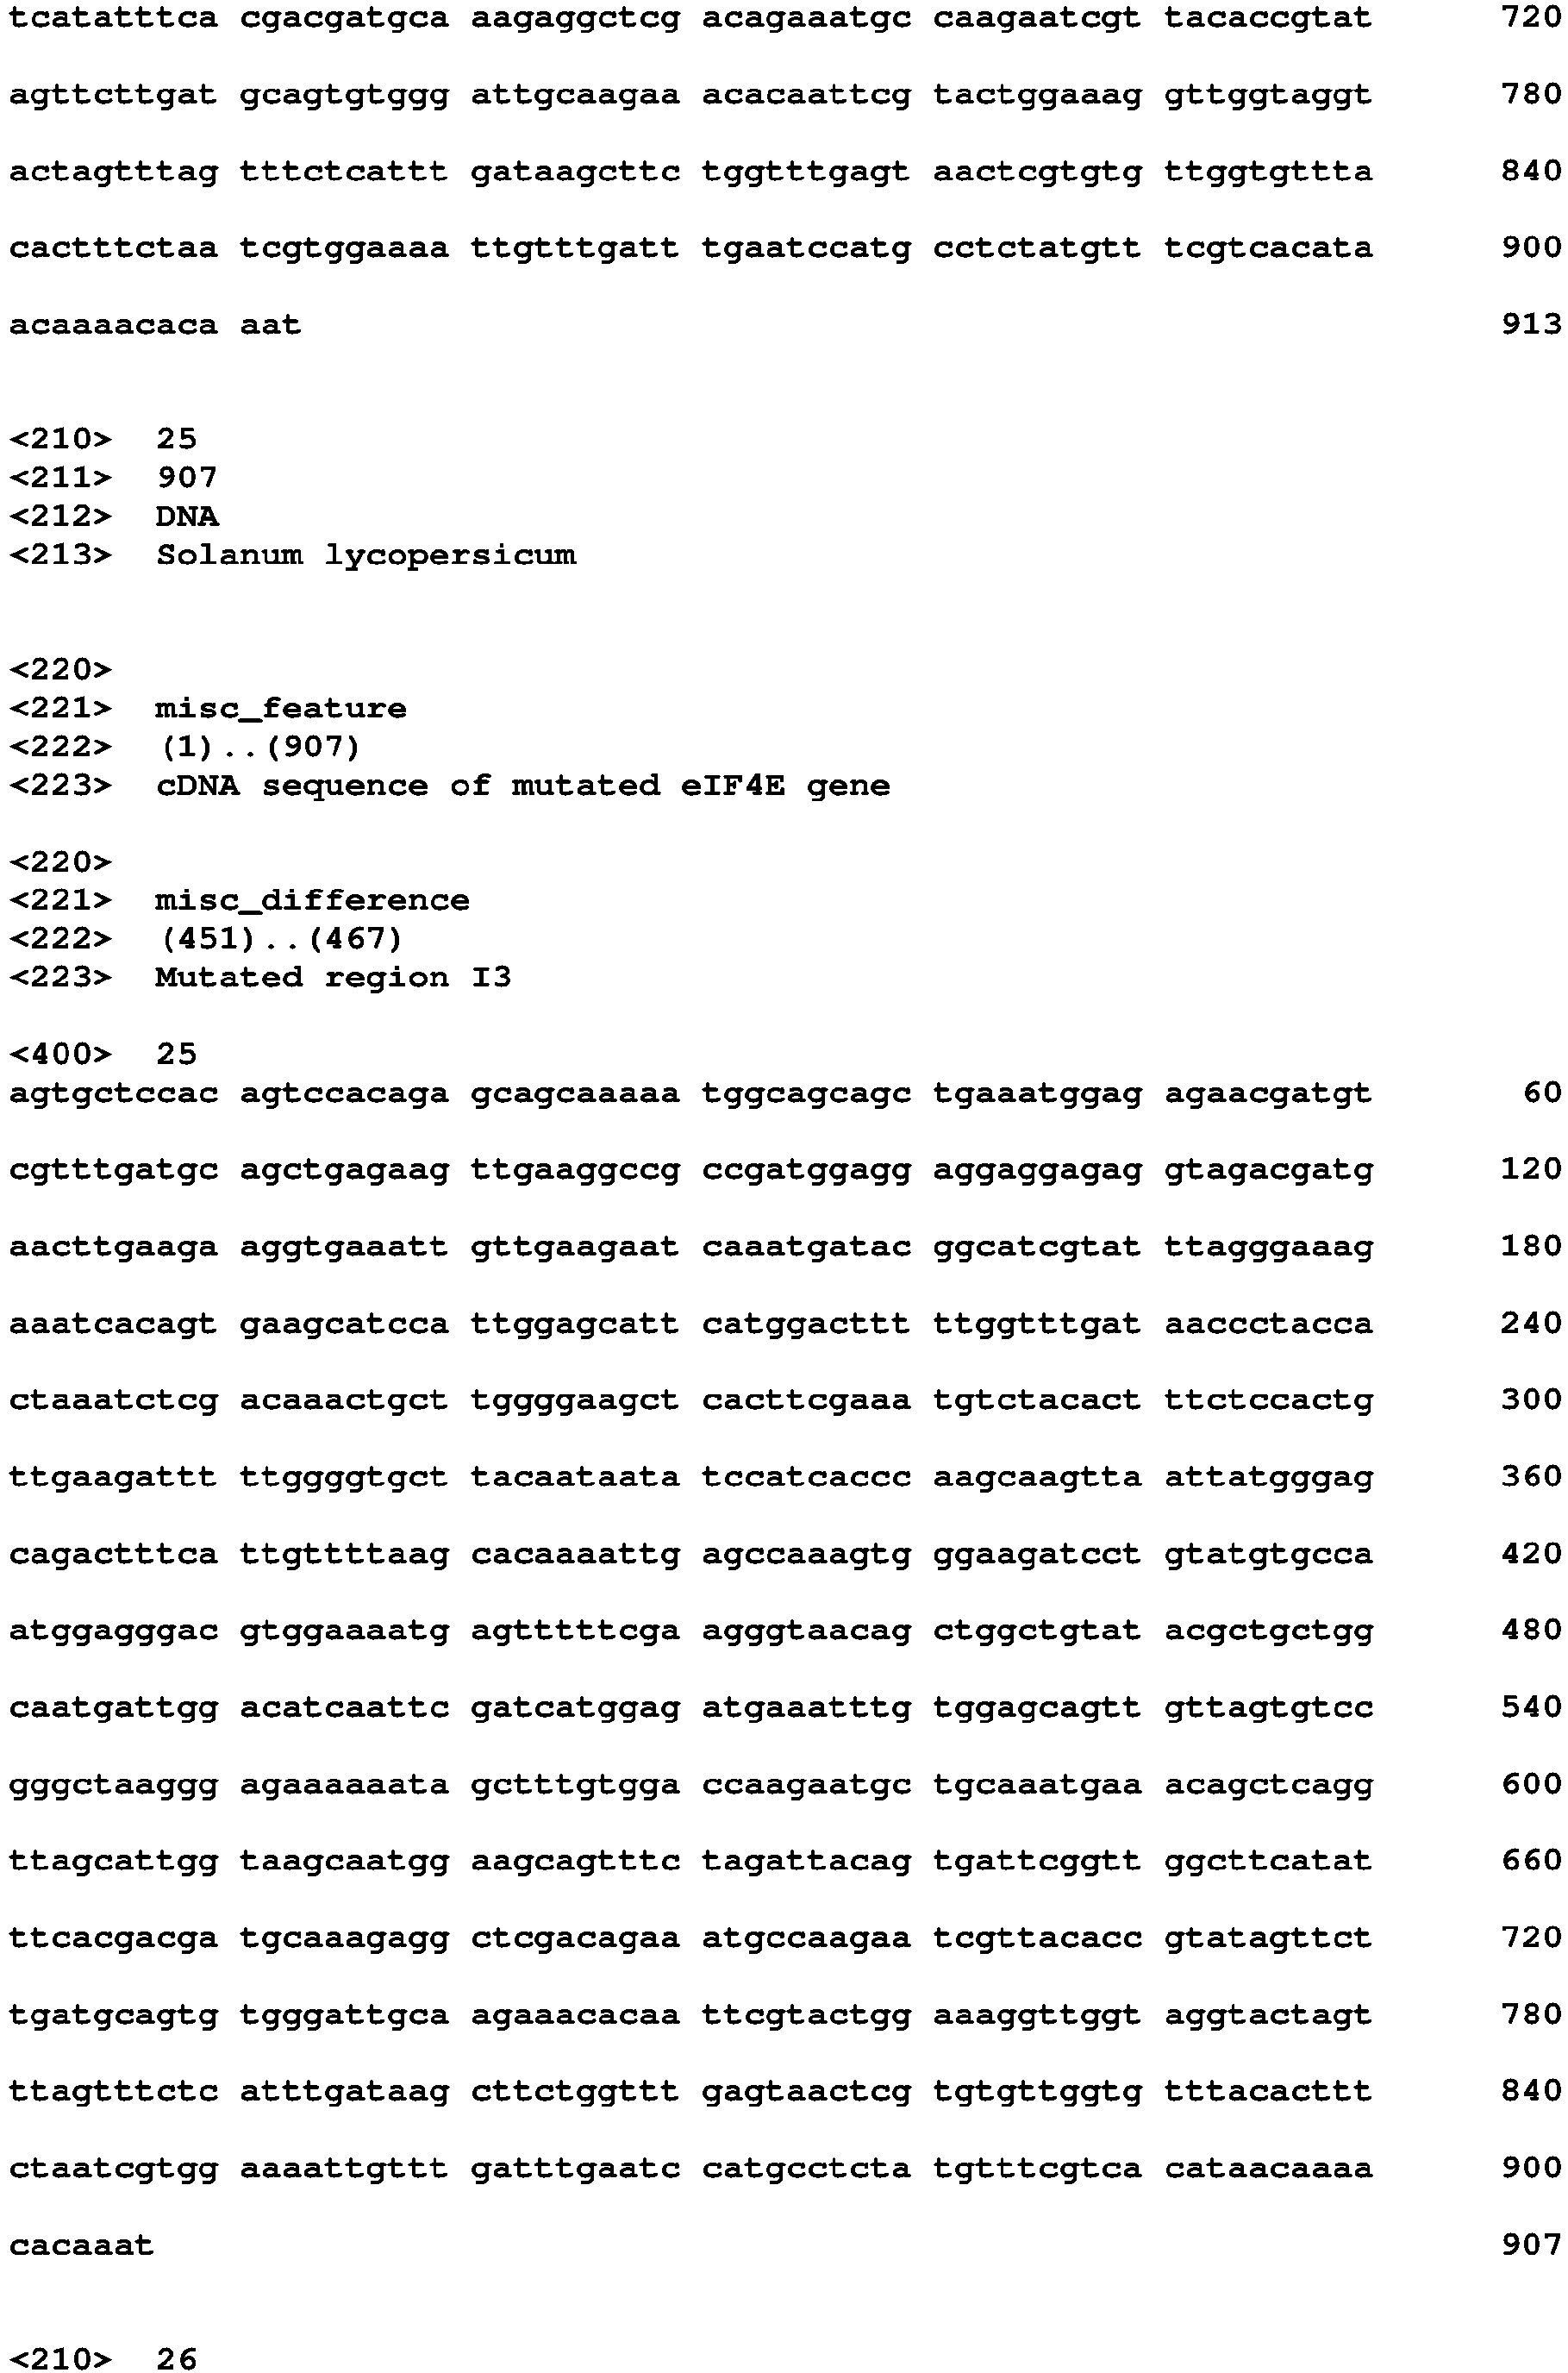 tcatatttca cgacgatgca aagaggctcg acagaaatgc caagaatcgt tacaccgtat 720
agttcttgat gcagtgtggg attgcaagaa acacaattcg tactggaaag gttggtaggt 780
actagtttag tttctcattt gataagcttc tggtttgagt aactcgtgtg ttggtgttta 840
cactttctaa tcgtggaaaa ttgtttgatt tgaatccatg cctctatgtt tcgtcacata 900
acaaaacaca aat 913
<210> 25
<211> 907
<212> DNA
<213> Solanum lycopersicum
<220>
<221> misc_feature
<222> (1)..(907)
<223> cDNA sequence of mutated eIF4E gene
<220>
<221> misc_difference
<222> (451)..(467)
<223> Mutated region I3
<400> 25
agtgctccac agtccacaga gcagcaaaaa tggcagcagc tgaaatggag agaacgatgt 60
cgtttgatgc agctgagaag ttgaaggccg ccgatggagg aggaggagag gtagacgatg 120
aacttgaaga aggtgaaatt gttgaagaat caaatgatac ggcatcgtat ttagggaaag 180
aaatcacagt gaagcatcca ttggagcatt catggacttt ttggtttgat aaccctacca 240
ctaaatctcg acaaactgct tggggaagct cacttcgaaa tgtctacact ttctccactg 300
ttgaagattt ttggggtgct tacaataata tccatcaccc aagcaagtta attatgggag 360
cagactttca ttgttttaag cacaaaattg agccaaagtg ggaagatcct gtatgtgcca 420
atggagggac gtggaaaatg agtttttcga agggtaacag ctggctgtat acgctgctgg 480
caatgattgg acatcaattc gatcatggag atgaaatttg tggagcagtt gttagtgtcc 540
gggctaaggg agaaaaaata gctttgtgga ccaagaatgc tgcaaatgaa acagctcagg 600
ttagcattgg taagcaatgg aagcagtttc tagattacag tgattcggtt ggcttcatat 660
ttcacgacga tgcaaagagg ctcgacagaa atgccaagaa tcgttacacc gtatagttct 720
tgatgcagtg tgggattgca agaaacacaa ttcgtactgg aaaggttggt aggtactagt 780
ttagtttctc atttgataag cttctggttt gagtaactcg tgtgttggtg tttacacttt 840
ctaatcgtgg aaaattgttt gatttgaatc catgcctcta tgtttcgtca cataacaaaa 900
cacaaat 907
<210> 26